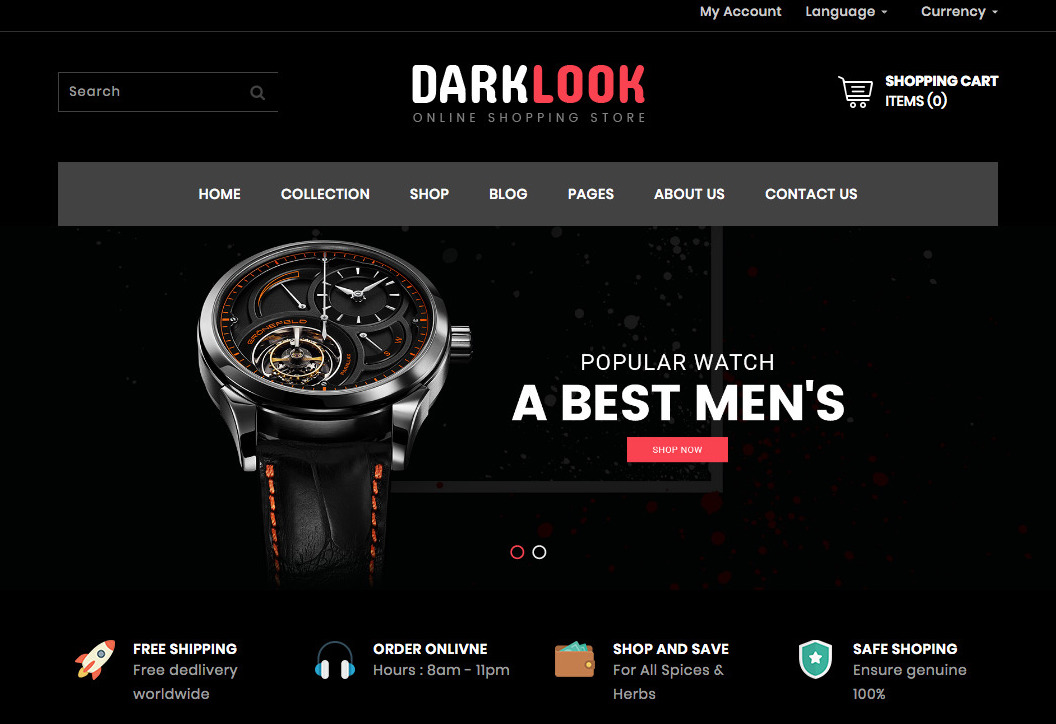 My Account Language Currency
Search
DARKLOOK
ONLINE SHOPPING STORE
SHOPPING CART
ITEMS (0)
HOME COLLECTION SHOP BLOG PAGES ABOUT US CONTACT US
GRÖNEFELD
S W
POPULAR WATCH
A BEST MEN'S
SHOP NOW
FREE SHIPPING
Free dedlivery
worldwide
ORDER ONLIVNE
Hours : 8am - 11pm
SHOP AND SAVE
For All Spices &
Herbs
SAFE SHOPING
Ensure genuine
100%